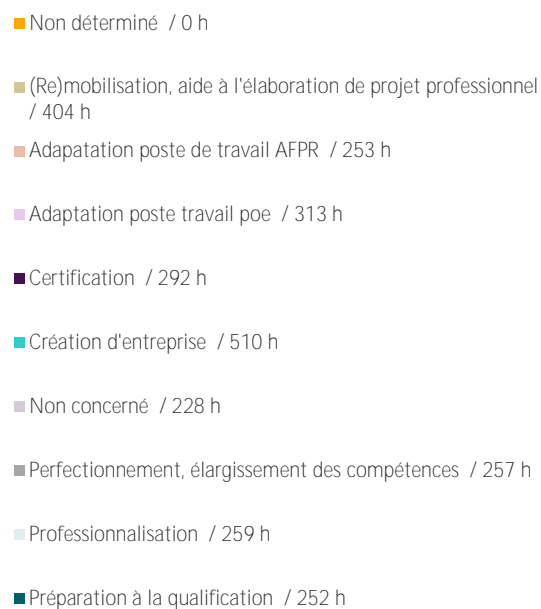 Non déterminé / 0 h
(Re)mobilisation, aide à l'élaboration de projet professionnel
/ 404 h
Adapatation poste de travail AFPR / 253 h
Adaptation poste travail poe / 313 h
Certification / 292 h
Création d'entreprise / 510 h
Non concerné / 228 h
Perfectionnement, élargissement des compétences / 257 h
Professionnalisation / 259 h
Préparation à la qualification / 252 h